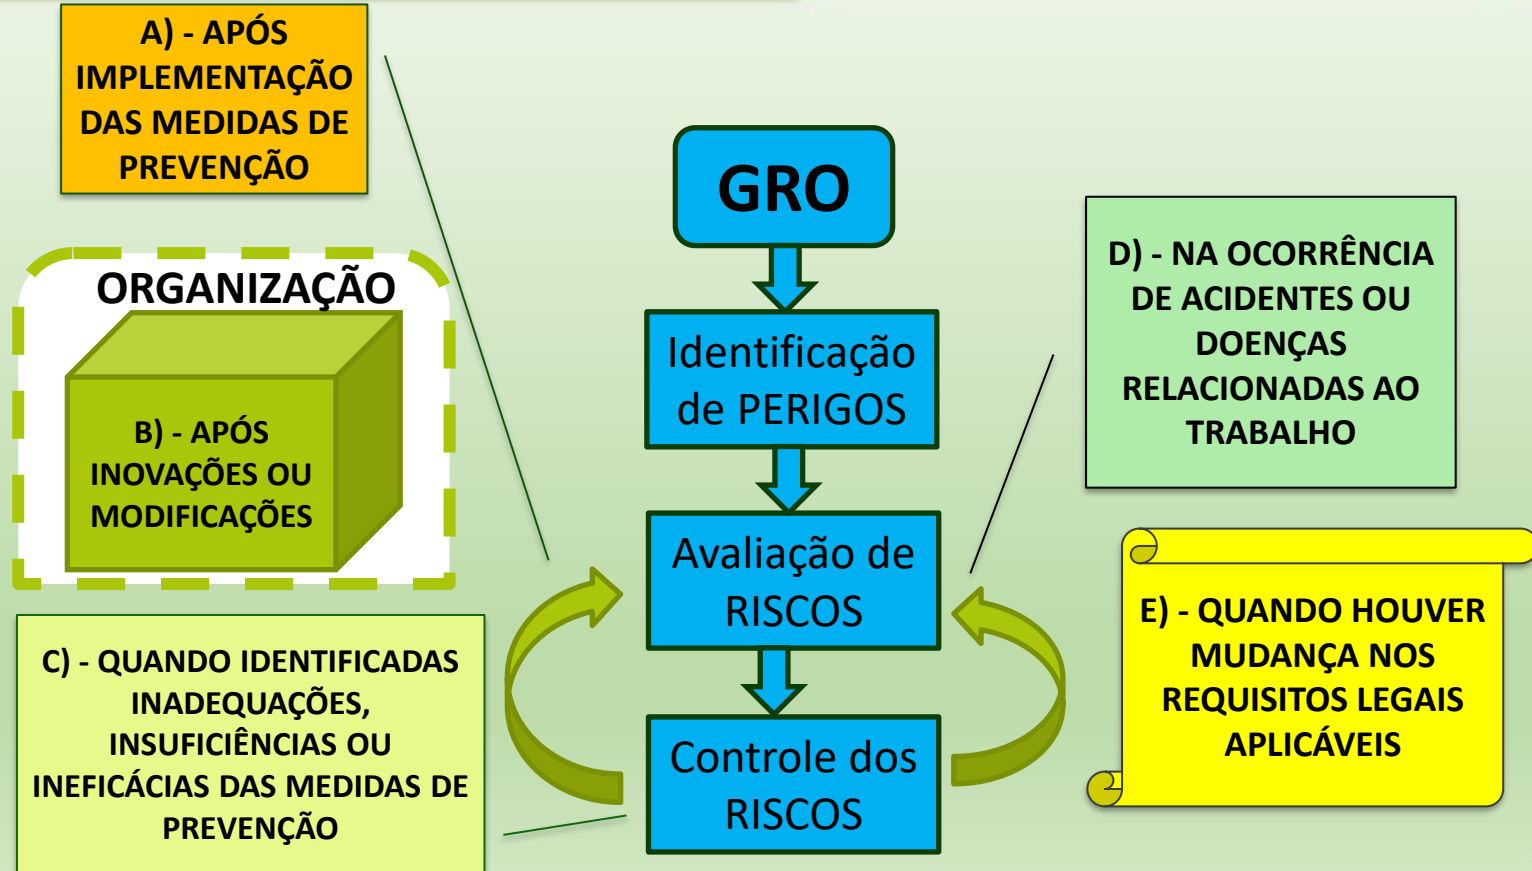 A) - APÓS
IMPLEMENTAÇÃO
DAS MEDIDAS DE
PREVENÇÃO
ORGANIZAÇÃO
B) - APÓS
INOVAÇÕES OU
MODIFICAÇÕES
C) - QUANDO IDENTIFICADAS
INADEQUAÇÕES,
INSUFICIÊNCIAS OU
INEFICÁCIAS DAS MEDIDAS DE
PREVENÇÃO
GRO
Identificação
de PERIGOS
Avaliação de
RISCOS
Controle dos
RISCOS
D) - NA OCORRÊNCIA
DE ACIDENTES OU
DOENÇAS
RELACIONADAS AO
TRABALHO
E) - QUANDO HOUVER
MUDANÇA NOS
REQUISITOS LEGAIS
APLICÁVEIS